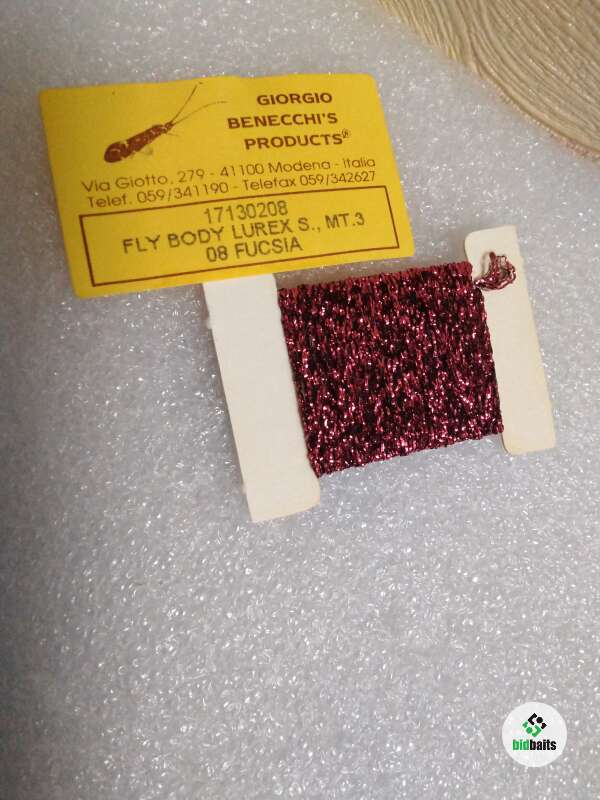 GIORGIO
BENECCHI'S
PRODUCTS®
Via Giotto, 279 - 41100 Modena - Italia
Telef. 059/341190 - Telefax 059/342627
17130208
FLY BODY LUREX S., MT.3
08 FUCSIA
bidbaits